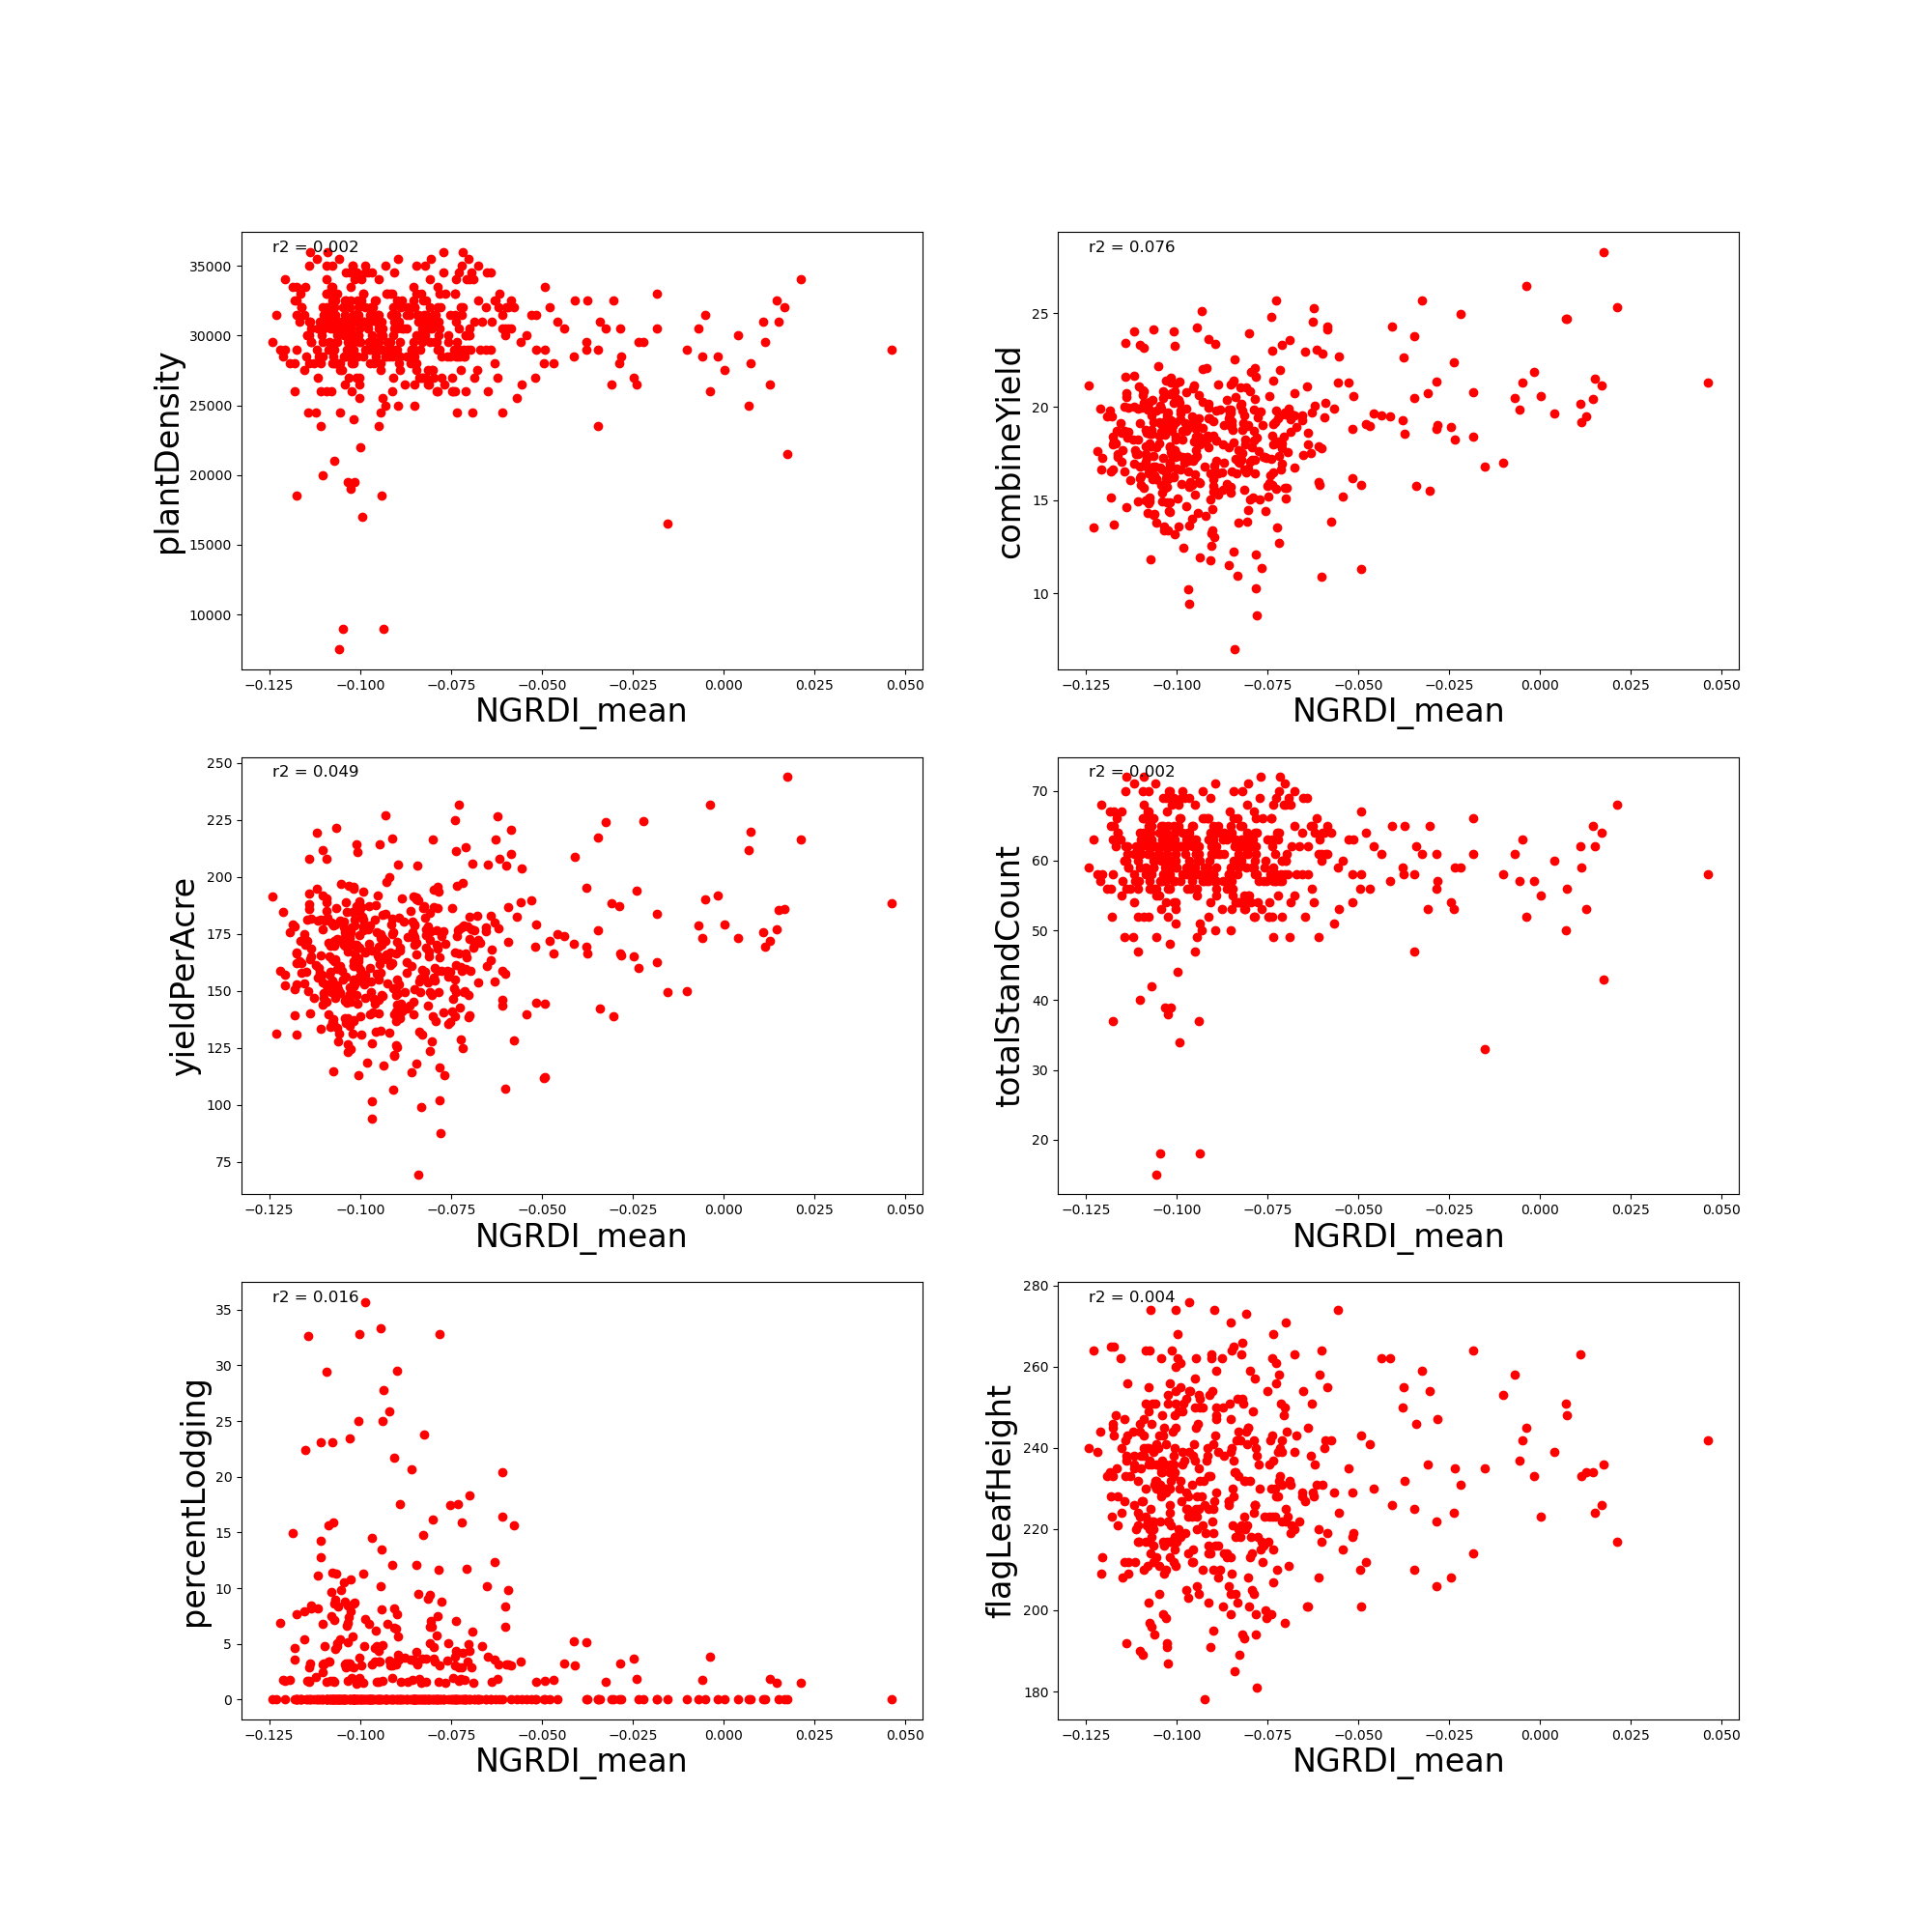 r2 = 0.002
35000
30000
25000
20000
15000
10000
plantDensity
−0.125 −0.100 −0.075 −0.050 −0.025 0.000 0.025 0.050
NGRDI_mean
r2 = 0.076
25
20
15
10
combineYield
−0.125 −0.100 −0.075 −0.050 −0.025 0.000 0.025 0.050
NGRDI_mean
r2 = 0.049
250
225
200
175
150
125
100
75
yieldPerAcre
−0.125 −0.100 −0.075 −0.050 −0.025 0.000 0.025 0.050
NGRDI_mean
r2 = 0.002
70
60
50
40
30
20
totalStandCount
−0.125 −0.100 −0.075 −0.050 −0.025 0.000 0.025 0.050
NGRDI_mean
r2 = 0.016
35
30
25
20
15
10
5
0
percentLodging
−0.125 −0.100 −0.075 −0.050 −0.025 0.000 0.025 0.050
NGRDI_mean
r2 = 0.004
280
260
240
220
200
180
flagLeafHeight
−0.125 −0.100 −0.075 −0.050 −0.025 0.000 0.025 0.050
NGRDI_mean